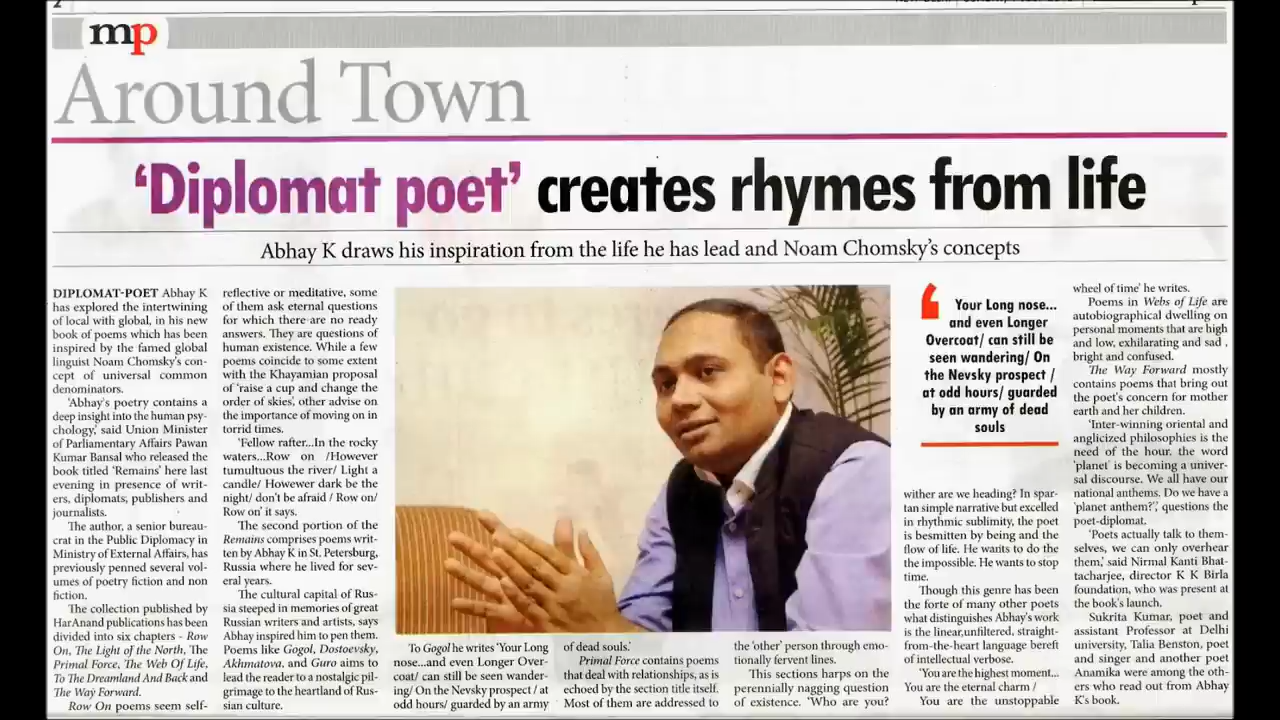 mp
Around Town
'Diplomat poet' creates rhymes from life
Abhay K draws his inspiration from the life he has lead and Noam Chomsky's concepts
DIPLOMAT-POET Abhay K
has explored the intertwining
of local with global, in his new
book of poems which has been
inspired by the famed global
linguist Noam Chomsky's con-
cept of universal common
denominators.
'Abhay's poetry contains a
deep insight into the human psy-
chology,' said Union Minister
of Parliamentary Affairs Pawan
Kumar Bansal who released the
book titled 'Remains' here last
evening in presence of writ-
ers, diplomats, publishers and
journalists.
The author, a senior bureau-
crat in the Public Diplomacy in
Ministry of External Affairs, has
previously penned several vol-
umes of poetry fiction and non
fiction.
The collection published by
HarAnand publications has been
divided into six chapters - Row
On, The Light of the North, The
Primal Force, The Web Of Life,
To The Dreamland And Back and
The Way Forward.
Row On poems seem self-
reflective or meditative, some
of them ask eternal questions
for which there are no ready
answers. They are questions of
human existence. While a few
poems coincide to some extent
with the Khayamian proposal
of 'raise a cup and change the
order of skies', other advise on
the importance of moving on in
torrid times.
'Fellow rafter...In the rocky
waters...Row on /However
tumultuous the river/ Light a
candle/ However dark be the
night/ don't be afraid / Row on/
Row on' it says.
The second portion of the
Remains comprises poems writ-
ten by Abhay K in St. Petersburg,
Russia where he lived for sev-
eral years.
The cultural capital of Rus-
sia steeped in memories of great
Russian writers and artists, says
Abhay inspired him to pen them.
Poems like Gogol, Dostoevsky,
Akhmatova, and Guro aims to
lead the reader to a nostalgic pil-
grimage to the heartland of Rus-
sian culture.
To Gogol he writes 'Your Long
nose...and even Longer Over-
coat/ can still be seen wander-
ing/ On the Nevsky prospect / at
odd hours/ guarded by an army
of dead souls.'
Primal Force contains poems
that deal with relationships, as is
echoed by the section title itself.
Most of them are addressed to
the 'other' person through emo-
tionally fervent lines.
This sections harps on the
perennially nagging question
of existence. 'Who are you?
‘ Your Long nose...
and even Longer
Overcoat/ can still be
seen wandering/ On
the Nevsky prospect /
at odd hours/ guarded
by an army of dead
souls
wither are we heading? In spar-
tan simple narrative but excelled
in rhythmic sublimity, the poet
is besmitten by being and the
flow of life. He wants to do the
impossible. He wants to stop
time.
Though this genre has been
the forte of many other poets
what distinguishes Abhay's work
is the linear,unfiltered, straight-
from-the heart language bereft
of intellectual verbose.
'You are the highest moment...
You are the eternal charm /
You are the unstoppable
wheel of time' he writes.
Poems in Webs of Life are
autobiographical dwelling on
personal moments that are high
and low, exhilarating and sad ,
bright and confused.
The Way Forward mostly
contains poems that bring out
the poet's concern for mother
earth and her children.
'Inter-winning oriental and
anglicized philosophies is the
need of the hour. the word
'planet' is becoming a univer-
sal discourse. We all have our
national anthems. Do we have a
'planet anthem?',' questions the
poet-diplomat.
'Poets actually talk to them-
selves, we can only overhear
them,' said Nirmal Kanti Bhat-
tacharjee, director K K Birla
foundation, who was present at
the book's launch.
Sukrita Kumar, poet and
assistant Professor at Delhi
university, Talia Benston, poet
and singer and another poet
Anamika were among the oth-
ers who read out from Abhay
K's book.